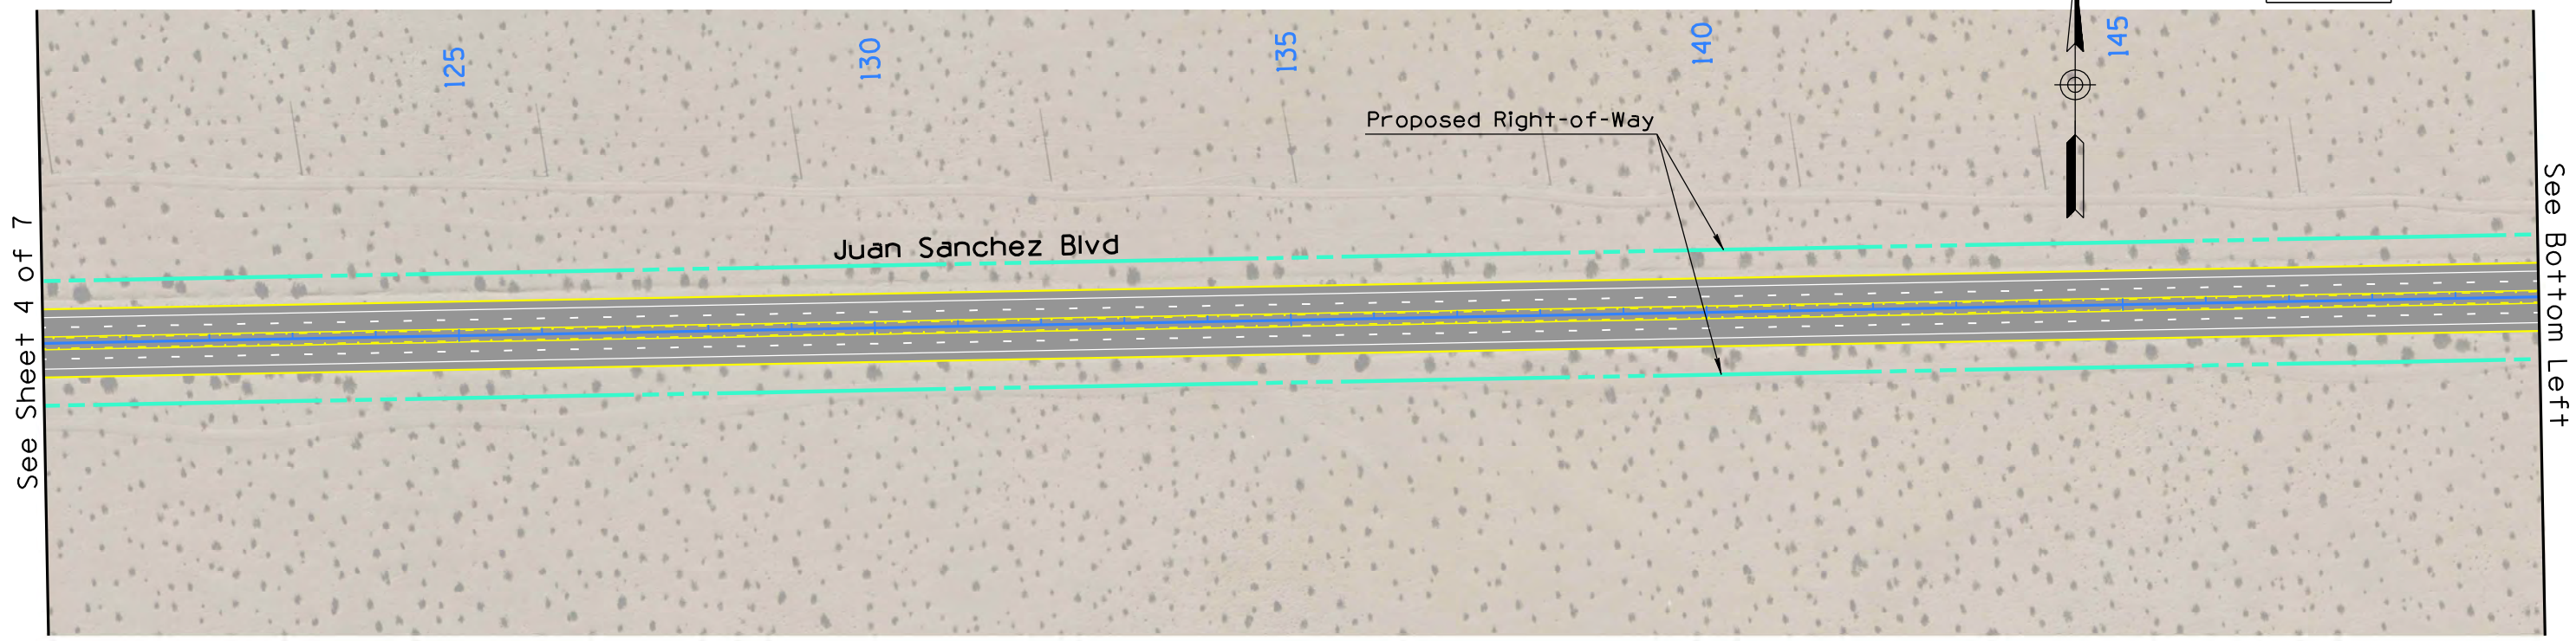 125
130
135
140
145
Proposed Right-of-Way
Juan Sanchez Blvd
See Sheet 4 of 7
See Bottom Left